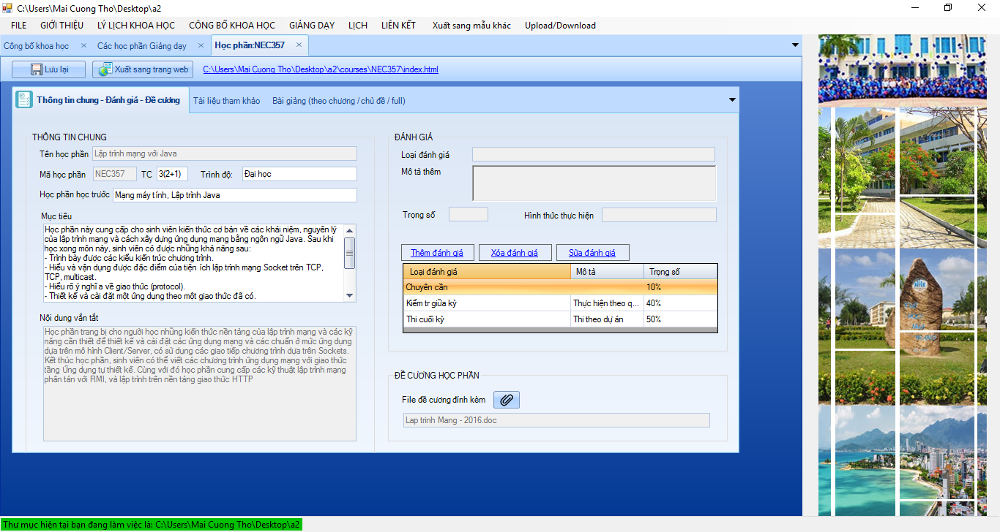 C:\Users\Mai Cuong Tho\Desktop\a2
FILE GIỚI THIỆU LÝ LỊCH KHOA HỌC CÔNG BỐ KHOA HỌC GIẢNG DẠY LỊCH LIÊN KẾT Xuất sang mẫu khác Upload/Download
Công bố khoa học Các học phần Giảng dạy Học phần:NEC357
Lưu lại Xuất sang trang web C:\Users\Mai Cuong Tho\Desktop\a2\courses\NEC357\index.html
Thông tin chung - Đánh giá - Đề cương Tài liệu tham khảo Bài giảng (theo chương / chủ đề / full)
THÔNG TIN CHUNG
Tên học phần Lập trình mạng với Java
Mã học phần NEC357 TC 3(2+1) Trình độ: Đại học
Học phần học trước Mạng máy tính, Lập trình Java
Mục tiêu
Học phần này cung cấp cho sinh viên kiến thức cơ bản về các khái niệm, nguyên lý
của lập trình mạng và cách xây dựng ứng dụng mạng bằng ngôn ngữ Java. Sau khi
học xong môn này, sinh viên có được những khả năng sau:
- Trình bày được các kiểu kiến trúc chương trình.
- Hiểu và vận dụng được đặc điểm của tiện ích lập trình mạng Socket trên TCP,
TCP, multicast.
- Hiểu rõ ý nghĩa về giao thức (protocol).
- Thiết kế và cài đặt một ứng dụng theo một giao thức đã có.
Nội dung vắn tắt
Học phần trang bị cho người học những kiến thức nền tảng của lập trình mạng và các kỹ
năng cần thiết để thiết kế và cài đặt các ứng dụng mạng và các chuẩn ở mức ứng dụng
dựa trên mô hình Client/Server, có sử dụng các giao tiếp chương trình dựa trên Sockets.
Kết thúc học phần, sinh viên có thể viết các chương trình ứng dụng mạng với giao thức
tầng Ứng dụng tự thiết kế. Cùng với đó học phần cung cấp các kỹ thuật lập trình mạng
phân tán với RMI, và lập trình trên nền tảng giao thức HTTP
ĐÁNH GIÁ
Loại đánh giá
Mô tả thêm
Trọng số Hình thức thực hiện
Thêm đánh giá Xóa đánh giá Sửa đánh giá
Loại đánh giá Mô tả Trọng số
Chuyên cần 10%
Kiểm tr giữa kỳ Thực hiện theo q... 40%
Thi cuối kỳ Thi theo dự án 50%
ĐỀ CƯƠNG HỌC PHẦN
File đề cương đính kèm
Lap trinh Mang - 2016.doc
Thư mục hiện tại bạn đang làm việc là: C:\Users\Mai Cuong Tho\Desktop\a2